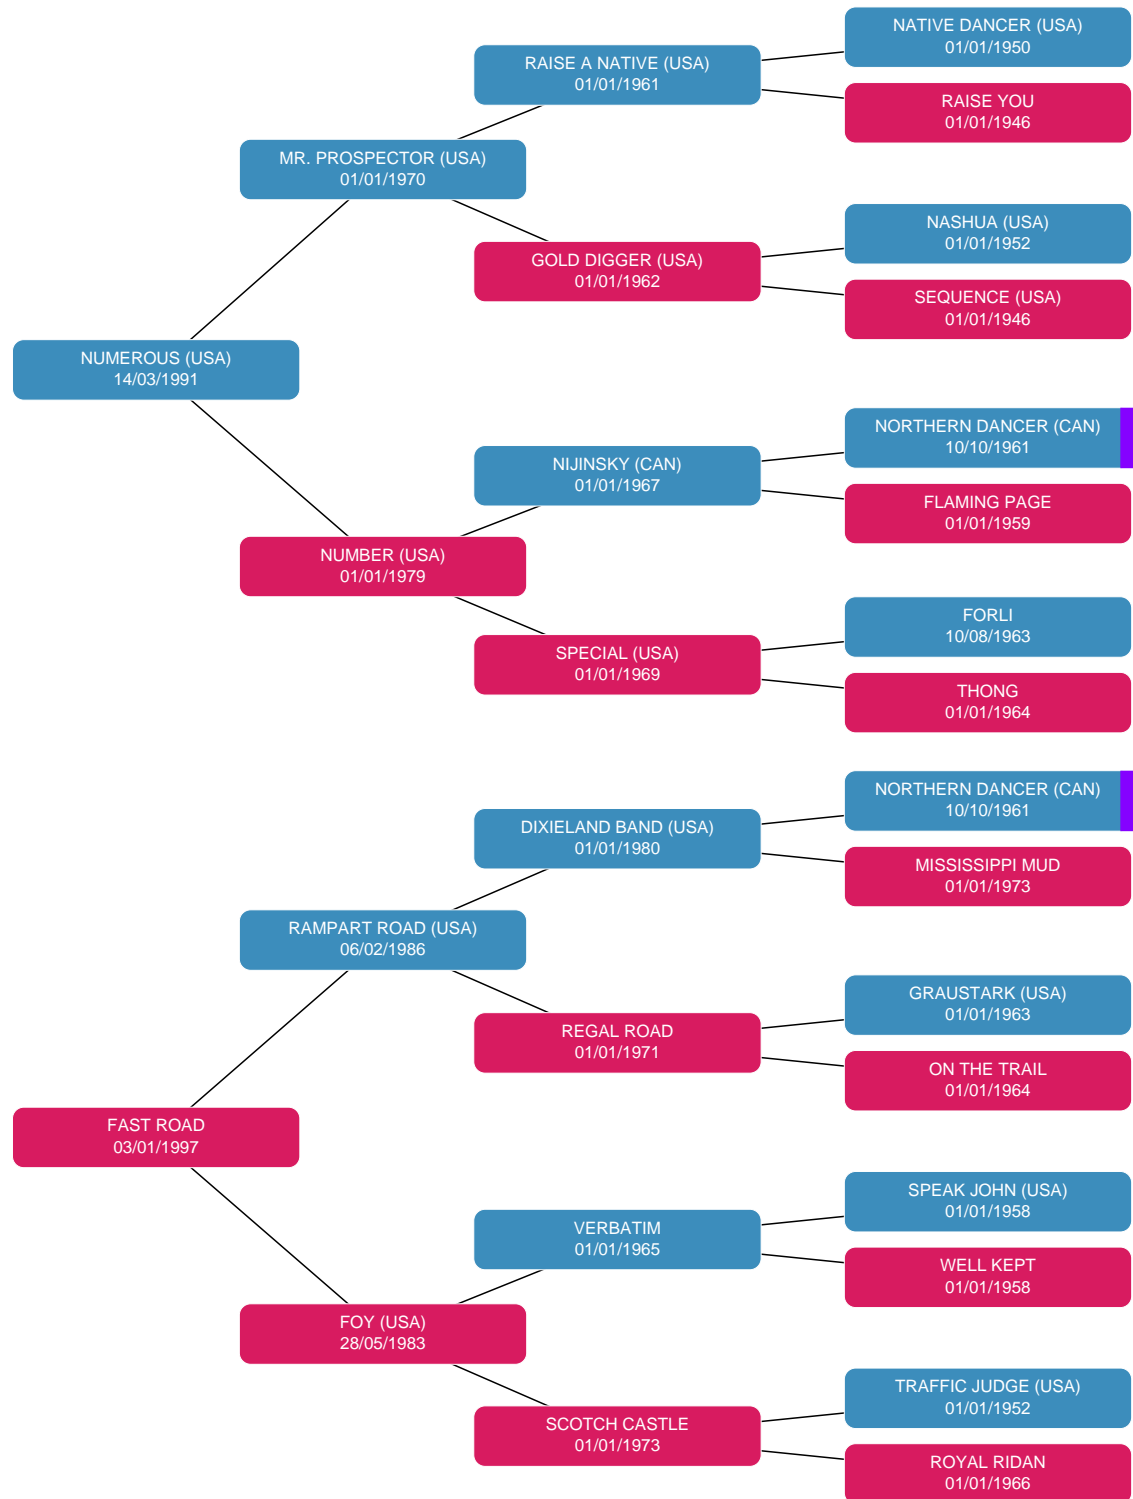 NATIVE DANCER (USA)
01/01/1950
RAISE A NATIVE (USA)
01/01/1961
RAISE YOU
01/01/1946
MR. PROSPECTOR (USA)
01/01/1970
NASHUA (USA)
01/01/1952
GOLD DIGGER (USA)
01/01/1962
SEQUENCE (USA)
01/01/1946
NUMEROUS (USA)
14/03/1991
NORTHERN DANCER (CAN)
10/10/1961
NIJINSKY (CAN)
01/01/1967
FLAMING PAGE
01/01/1959
NUMBER (USA)
01/01/1979
FORLI
10/08/1963
SPECIAL (USA)
01/01/1969
THONG
01/01/1964
NORTHERN DANCER (CAN)
10/10/1961
DIXIELAND BAND (USA)
01/01/1980
MISSISSIPPI MUD
01/01/1973
RAMPART ROAD (USA)
06/02/1986
GRAUSTARK (USA)
01/01/1963
REGAL ROAD
01/01/1971
ON THE TRAIL
01/01/1964
FAST ROAD
03/01/1997
SPEAK JOHN (USA)
01/01/1958
VERBATIM
01/01/1965
WELL KEPT
01/01/1958
FOY (USA)
28/05/1983
TRAFFIC JUDGE (USA)
01/01/1952
SCOTCH CASTLE
01/01/1973
ROYAL RIDAN
01/01/1966